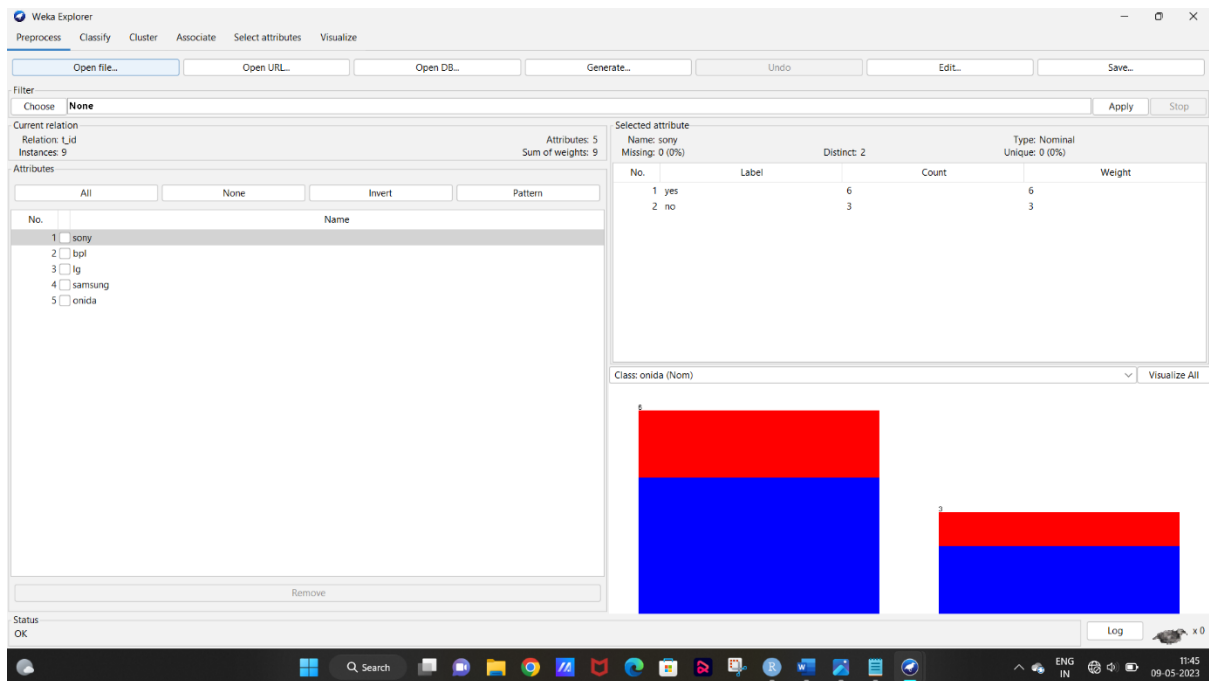 Weka Explorer
Preprocess Classify Cluster Associate Select attributes Visualize
Open file... Open URL... Open DB... Generate... Undo Edit... Save...
Filter
Choose None Apply Stop
Current relation
Relation: t_id Attributes: 5
Instances: 9 Sum of weights: 9
Attributes
All None Invert Pattern
No. Name
1 sony
2 bpl
3 lg
4 samsung
5 onida
Remove
Selected attribute
Name: sony Type: Nominal
Missing: 0 (0%) Distinct: 2 Unique: 0 (0%)
No. Label Count Weight
1 yes 6 6
2 no 3 3
Class: onida (Nom) Visualize All
6
3
Status
OK
Log x 0
Search
ENG
IN
11:45
09-05-2023